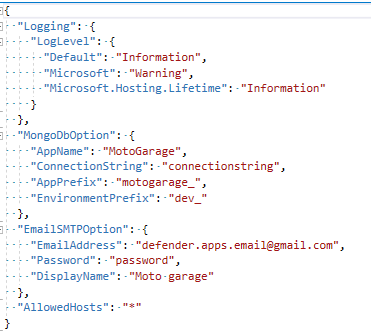 {
"Logging": {
"LogLevel": {
"Default": "Information",
"Microsoft": "Warning",
"Microsoft.Hosting.Lifetime": "Information"
}
},
"MongoDbOption": {
"AppName": "MotoGarage",
"ConnectionString": "connectionstring",
"AppPrefix": "motogarage_",
"EnvironmentPrefix": "dev_"
},
"EmailSMTPOption": {
"EmailAddress": "defender.apps.email@gmail.com",
"Password": "password",
"DisplayName": "Moto garage"
},
"AllowedHosts": "*"
}